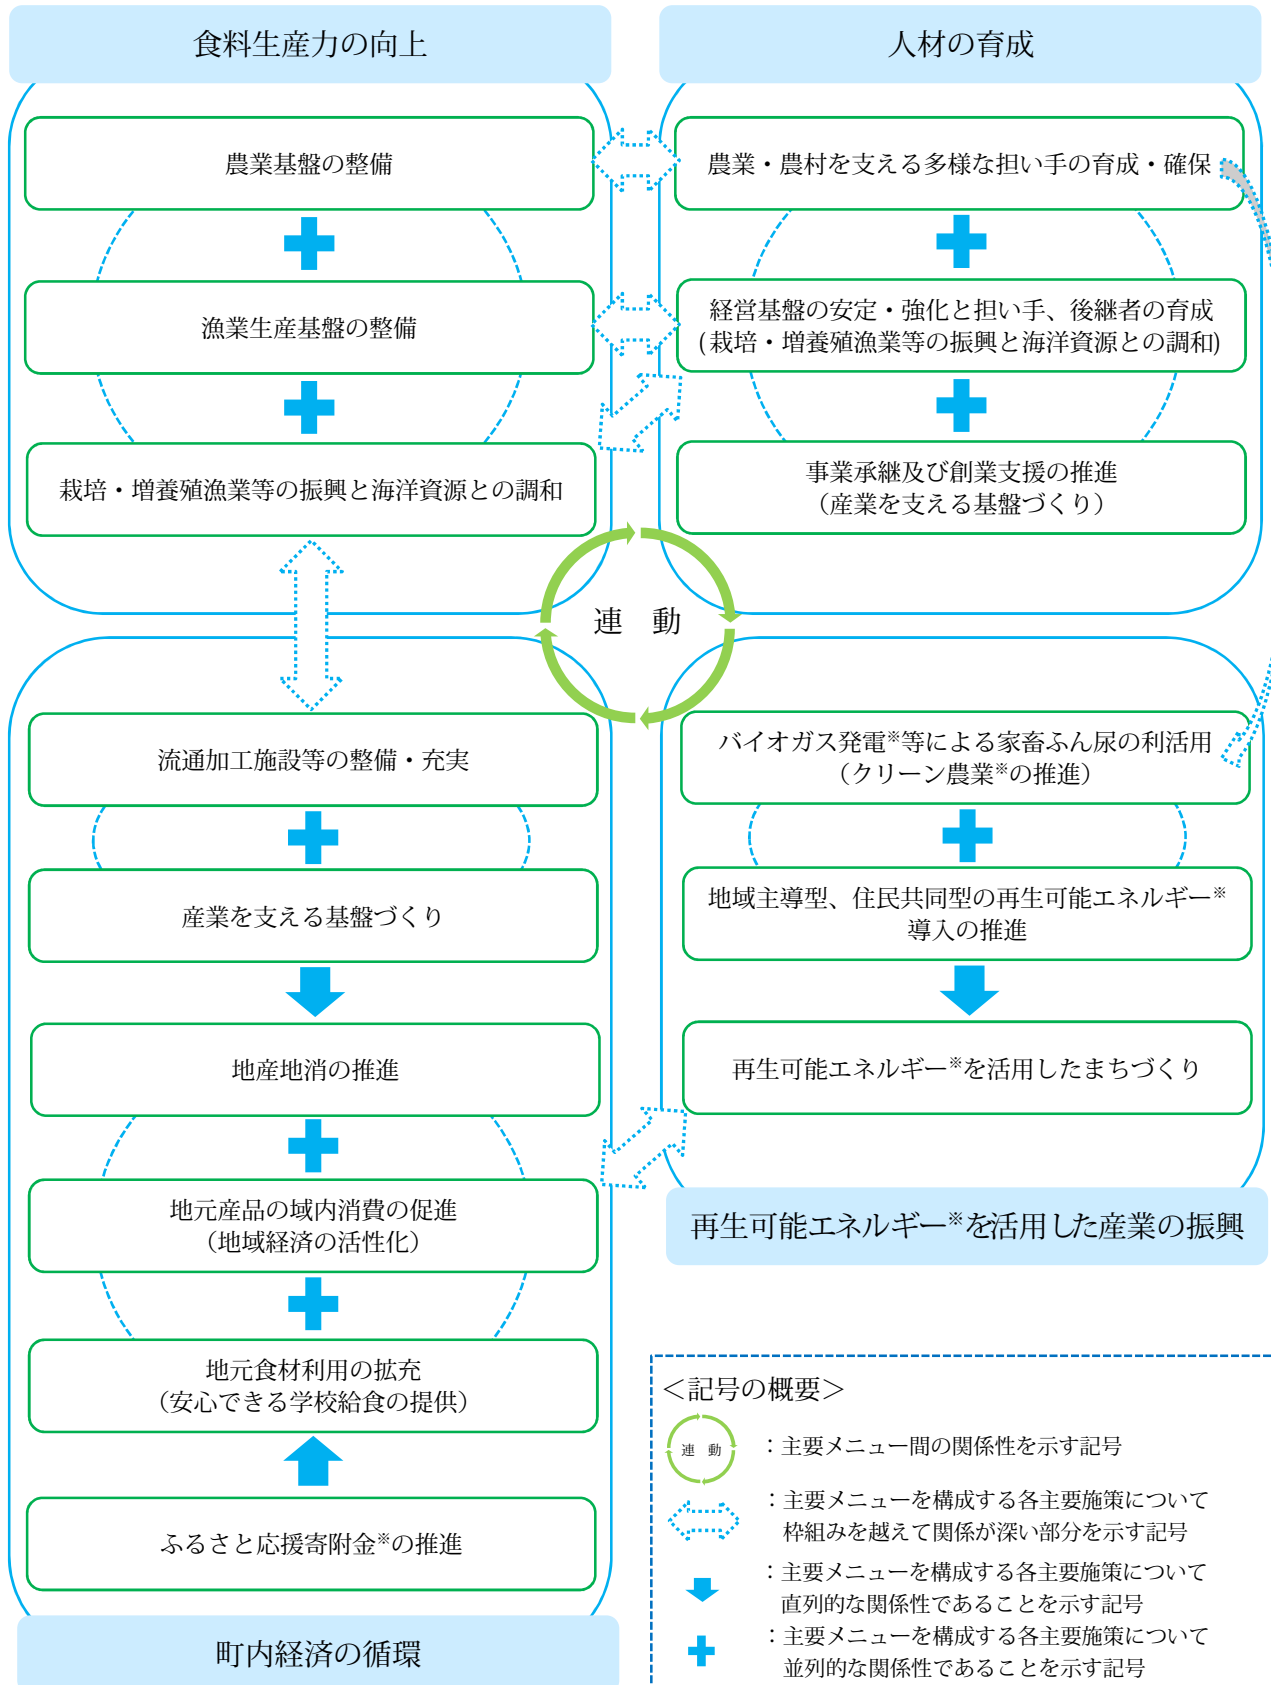 食料生産力の向上
農業基盤の整備
漁業生産基盤の整備
栽培・増養殖漁業等の振興と海洋資源との調和
人材の育成
農業・農村を支える多様な担い手の育成・確保
経営基盤の安定・強化と担い手、後継者の育成
(栽培・増養殖漁業等の振興と海洋資源との調和)
事業承継及び創業支援の推進
（産業を支える基盤づくり）
連　動
流通加工施設等の整備・充実
産業を支える基盤づくり
地産地消の推進
地元産品の域内消費の促進
（地域経済の活性化）
地元食材利用の拡充
（安心できる学校給食の提供）
ふるさと応援寄附金※の推進
町内経済の循環
バイオガス発電※等による家畜ふん尿の利活用
（クリーン農業※の推進）
地域主導型、住民共同型の再生可能エネルギー※
導入の推進
再生可能エネルギー※を活用したまちづくり
再生可能エネルギー※を活用した産業の振興
＜記号の概要＞
連　動
：主要メニュー間の関係性を示す記号
：主要メニューを構成する各主要施策について
枠組みを越えて関係が深い部分を示す記号
：主要メニューを構成する各主要施策について
直列的な関係性であることを示す記号
：主要メニューを構成する各主要施策について
並列的な関係性であることを示す記号